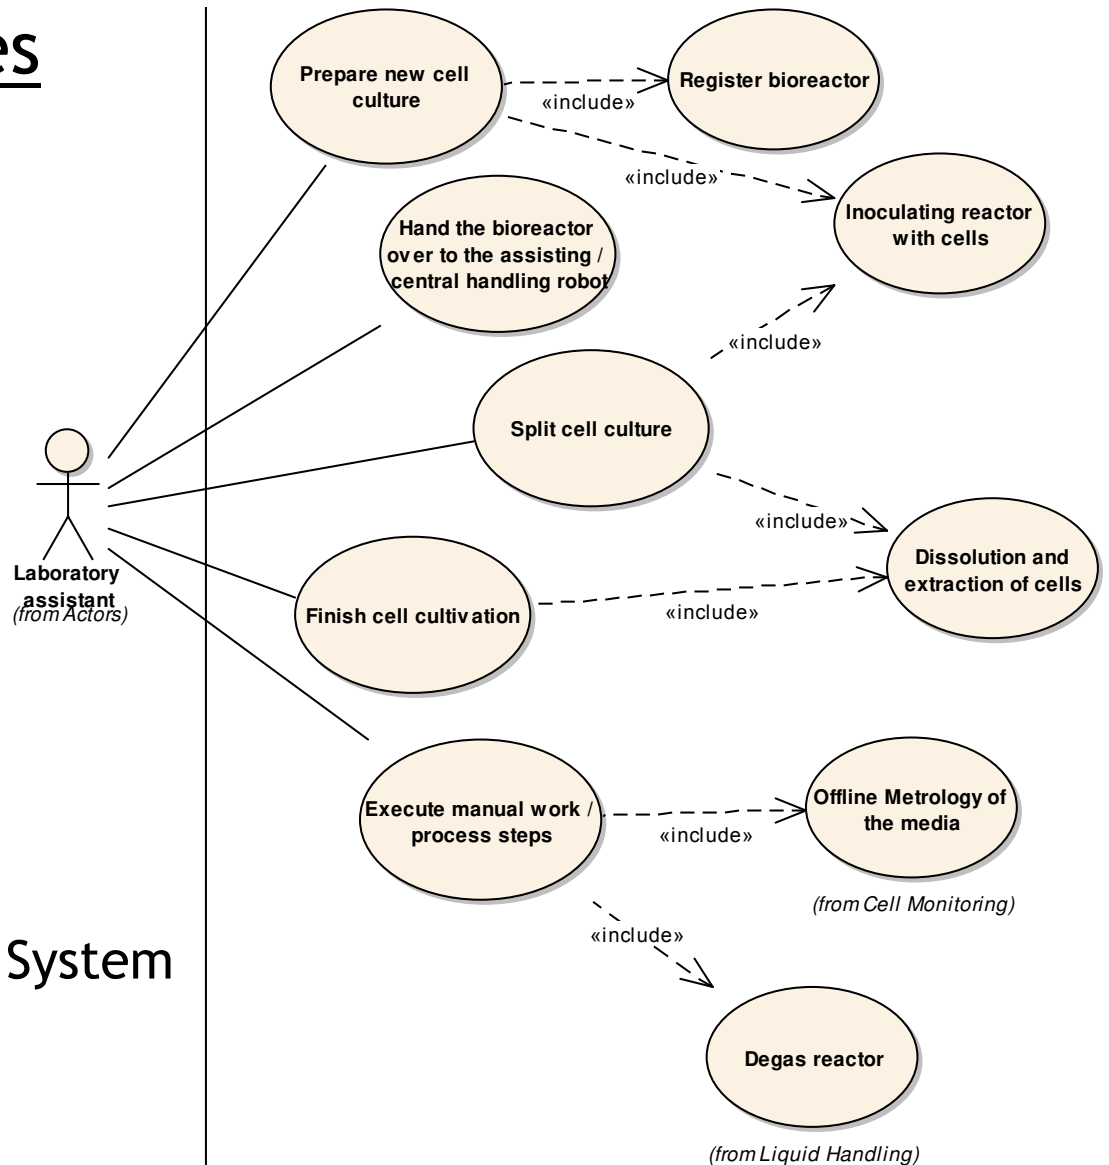 es
Prepare new cell
culture
Register bioreactor
«include»
«include»
Inoculating reactor
with cells
Hand the bioreactor
over to the assisting /
central handling robot
«include»
Split cell culture
«include»
Laboratory
assistant
(from Actors)
Dissolution and
extraction of cells
Finish cell cultivation
«include»
Execute manual work /
process steps
«include»
Offline Metrology of
the media
(from Cell Monitoring)
«include»
System
Degas reactor
(from Liquid Handling)